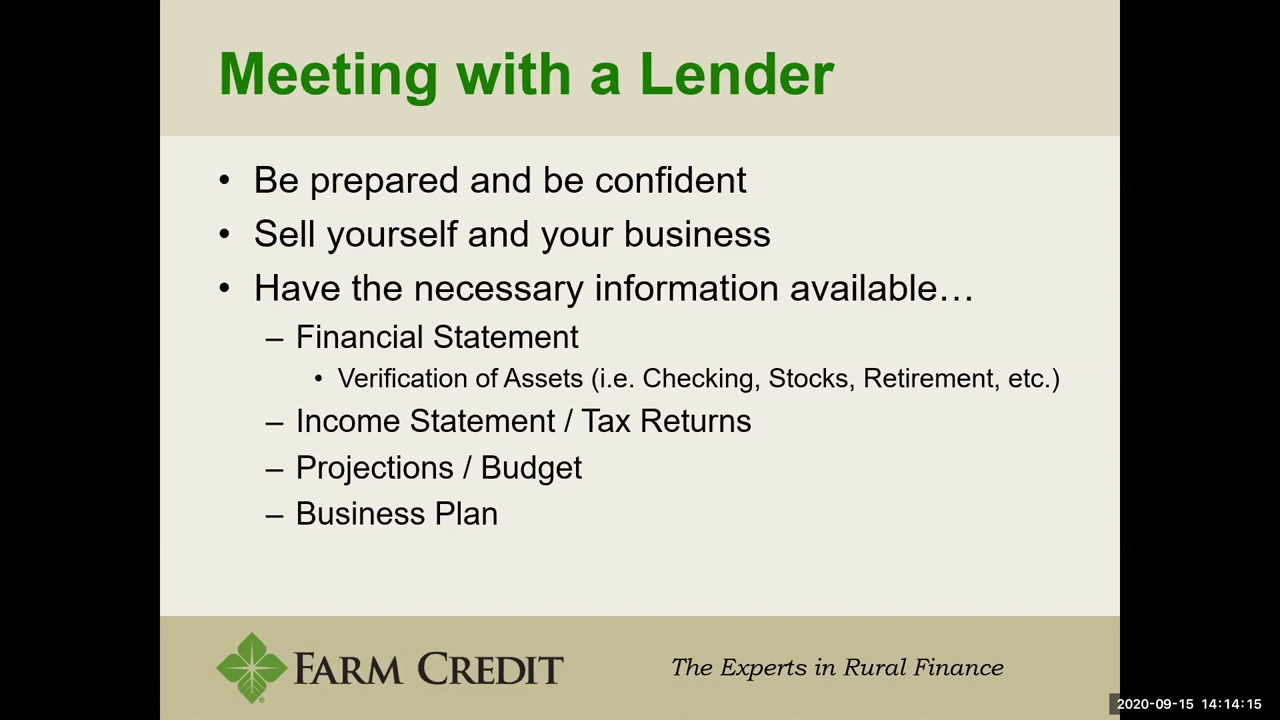 Meeting with a Lender
• Be prepared and be confident
• Sell yourself and your business
• Have the necessary information available…
– Financial Statement
• Verification of Assets (i.e. Checking, Stocks, Retirement, etc.)
– Income Statement / Tax Returns
– Projections / Budget
– Business Plan
FARM CREDIT
The Experts in Rural Finance
2020-09-15 14:14:15